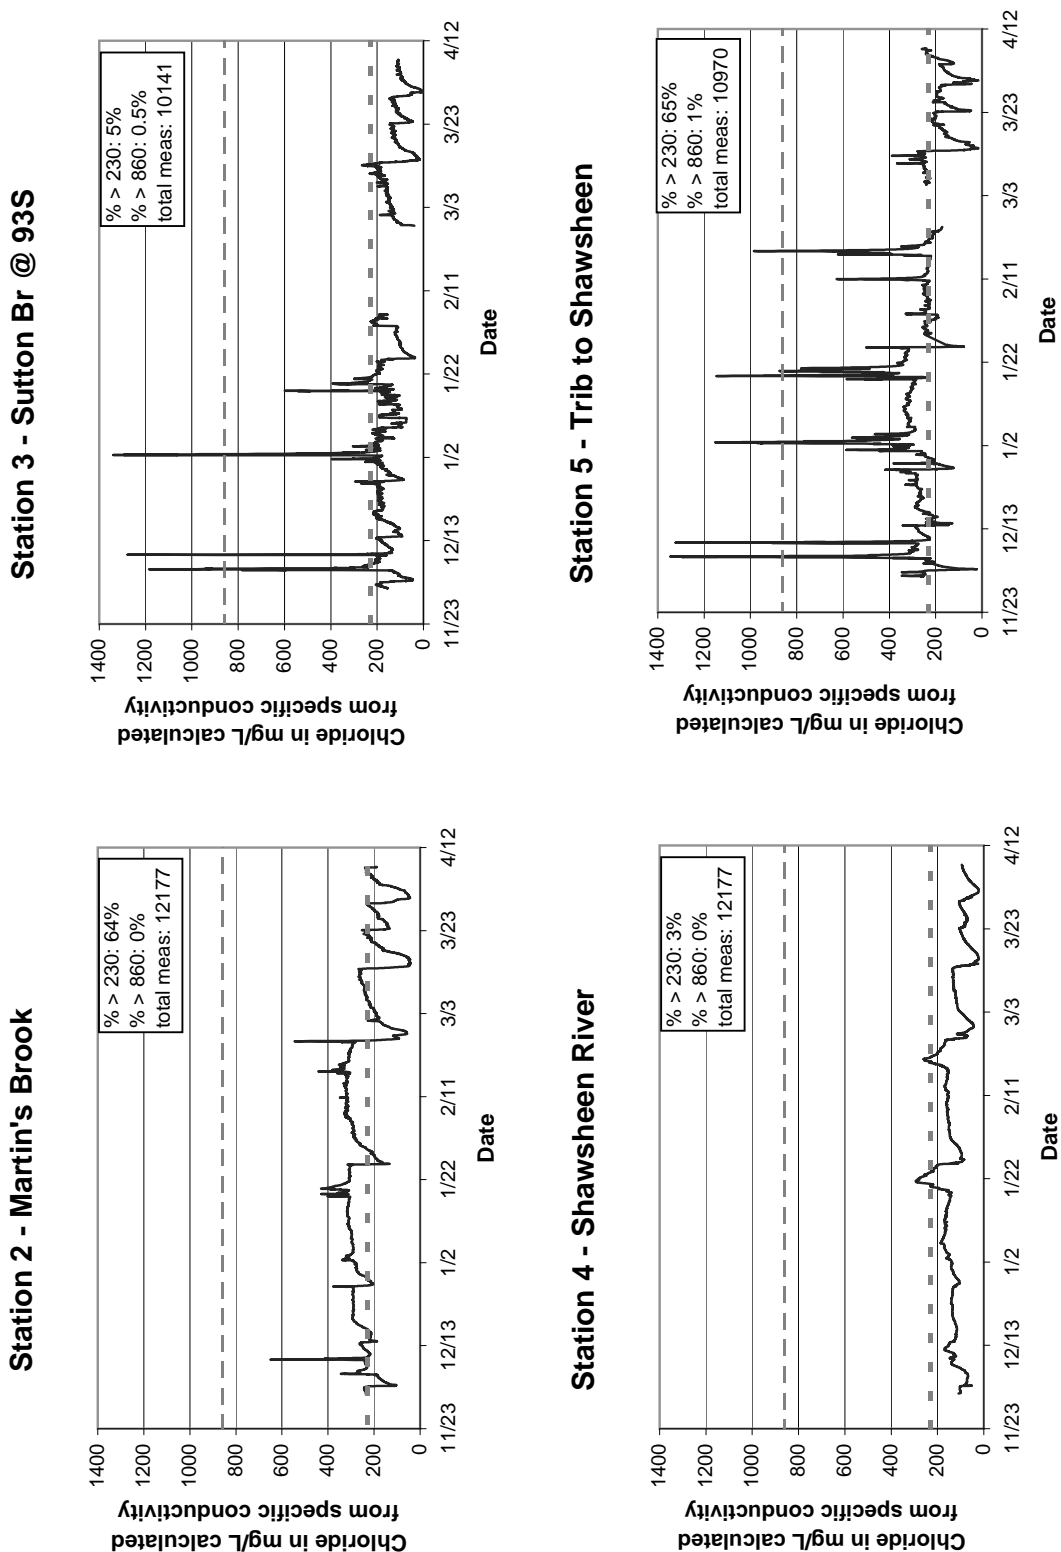 Station 2 - Martin's Brook
% > 230: 64%
% > 860: 0%
total meas: 12177
1400
1200
1000
800
600
400
200
0
11/23
12/13
1/2
1/22
2/11
3/3
3/23
4/12
Date
Chloride in mg/L calculated
from specific conductivity
Station 3 - Sutton Br @ 93S
% > 230: 5%
% > 860: 0.5%
total meas: 10141
1400
1200
1000
800
600
400
200
0
11/23
12/13
1/2
1/22
2/11
3/3
3/23
4/12
Date
Chloride in mg/L calculated
from specific conductivity
Station 4 - Shawsheen River
% > 230: 3%
% > 860: 0%
total meas: 12177
1400
1200
1000
800
600
400
200
0
11/23
12/13
1/2
1/22
2/11
3/3
3/23
4/12
Date
Chloride in mg/L calculated
from specific conductivity
Station 5 - Trib to Shawsheen
% > 230: 65%
% > 860: 1%
total meas: 10970
1400
1200
1000
800
600
400
200
0
11/23
12/13
1/2
1/22
2/11
3/3
3/23
4/12
Date
Chloride in mg/L calculated
from specific conductivity